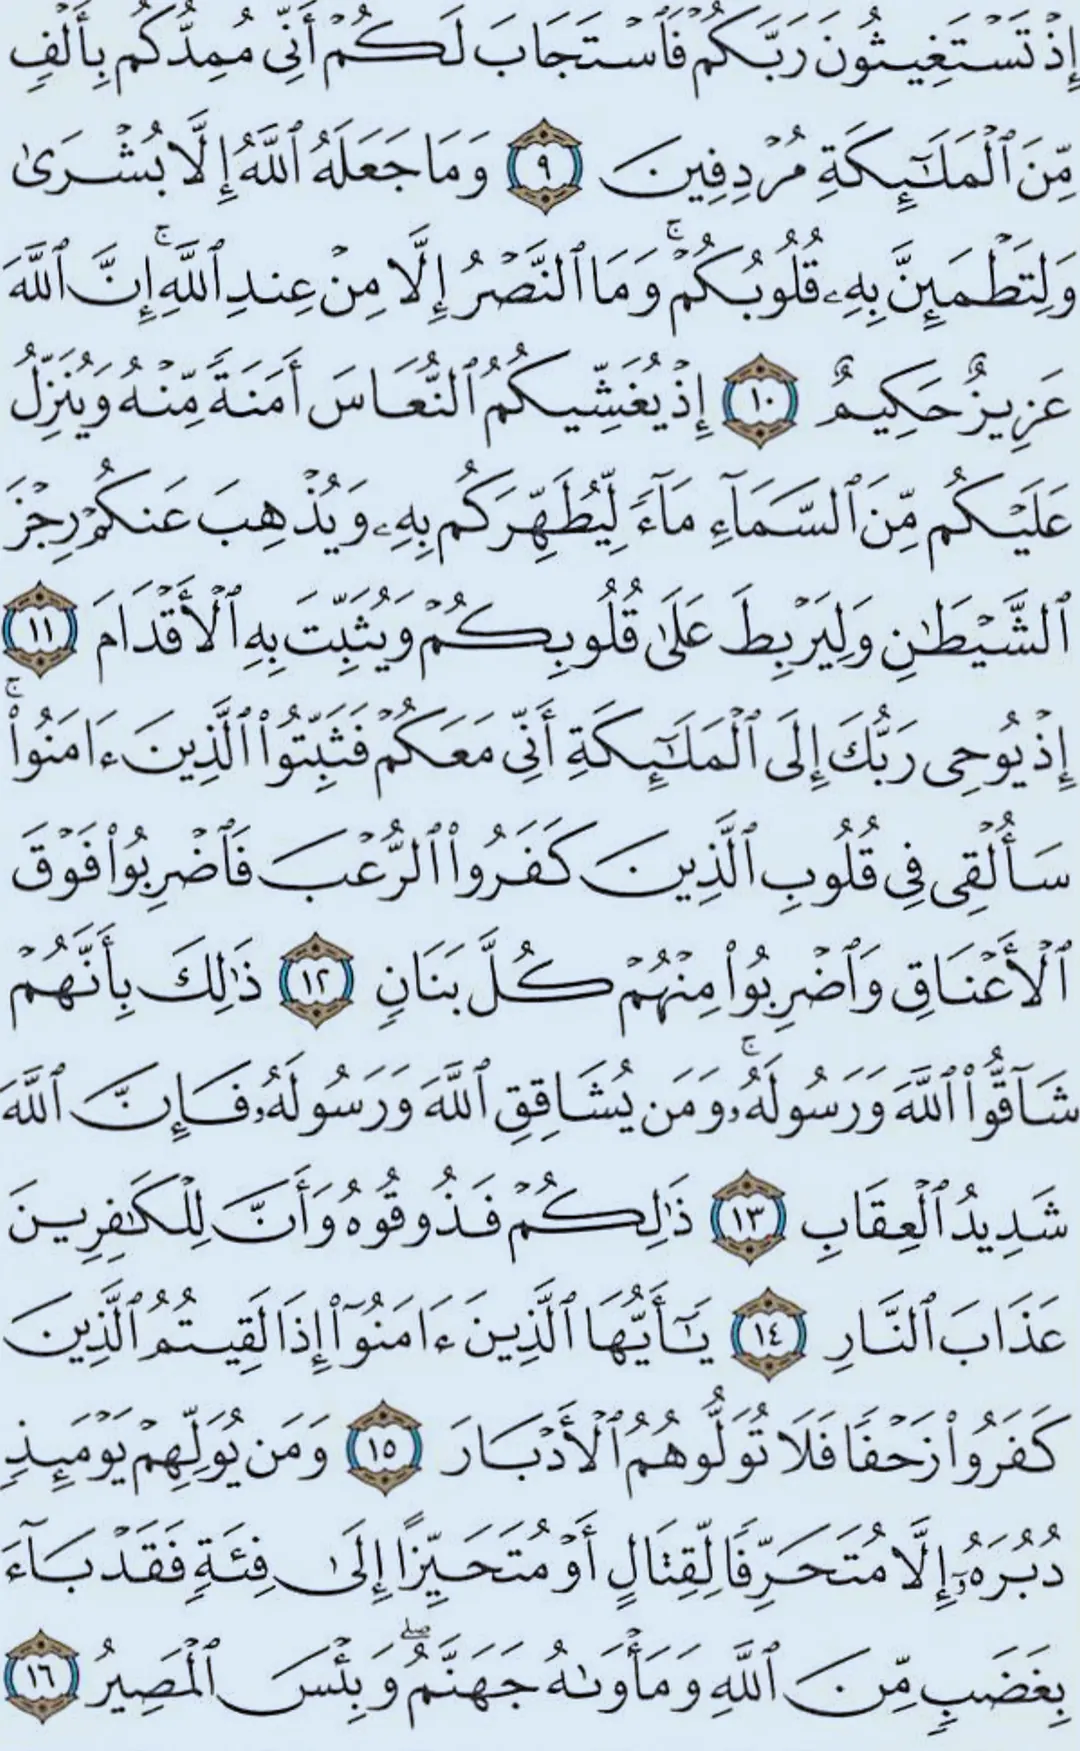 إِذْ تَسْتَغِيثُونَ رَبَّكُمْ فَٱسْتَجَابَ لَكُمْ أَنِّى مُمِدُّكُم بِأَلْفٍ
مِّنَ ٱلْمَلَٰٓئِكَةِ مُرْدِفِينَ ٩ وَمَا جَعَلَهُ ٱللَّهُ إِلَّا بُشْرَىٰ
وَلِتَطْمَئِنَّ بِهِۦ قُلُوبُكُمْ ۚ وَمَا ٱلنَّصْرُ إِلَّا مِنْ عِندِ ٱللَّهِ ۚ إِنَّ ٱللَّهَ
عَزِيزٌ حَكِيمٌ ١٠ إِذْ يُغَشِّيكُمُ ٱلنُّعَاسَ أَمَنَةً مِّنْهُ وَيُنَزِّلُ
عَلَيْكُم مِّنَ ٱلسَّمَآءِ مَآءً لِّيُطَهِّرَكُم بِهِۦ وَيُذْهِبَ عَنكُمْ رِجْزَ
ٱلشَّيْطَٰنِ وَلِيَرْبِطَ عَلَىٰ قُلُوبِكُمْ وَيُثَبِّتَ بِهِ ٱلْأَقْدَامَ ١١
إِذْ يُوحِى رَبُّكَ إِلَى ٱلْمَلَٰٓئِكَةِ أَنِّى مَعَكُمْ فَثَبِّتُوا۟ ٱلَّذِينَ ءَامَنُوا۟ ۚ
سَأُلْقِى فِى قُلُوبِ ٱلَّذِينَ كَفَرُوا۟ ٱلرُّعْبَ فَٱضْرِبُوا۟ فَوْقَ
ٱلْأَعْنَاقِ وَٱضْرِبُوا۟ مِنْهُمْ كُلَّ بَنَانٍ ١٢ ذَٰلِكَ بِأَنَّهُمْ
شَآقُّوا۟ ٱللَّهَ وَرَسُولَهُۥ ۚ وَمَن يُشَاقِقِ ٱللَّهَ وَرَسُولَهُۥ فَإِنَّ ٱللَّهَ
شَدِيدُ ٱلْعِقَابِ ١٣ ذَٰلِكُمْ فَذُوقُوهُ وَأَنَّ لِلْكَٰفِرِينَ
عَذَابَ ٱلنَّارِ ١٤ يَٰٓأَيُّهَا ٱلَّذِينَ ءَامَنُوٓا۟ إِذَا لَقِيتُمُ ٱلَّذِينَ
كَفَرُوا۟ زَحْفًا فَلَا تُوَلُّوهُمُ ٱلْأَدْبَارَ ١٥ وَمَن يُوَلِّهِمْ يَوْمَئِذٍ
دُبُرَهُۥٓ إِلَّا مُتَحَرِّفًا لِّقِتَالٍ أَوْ مُتَحَيِّزًا إِلَىٰ فِئَةٍ فَقَدْ بَآءَ
بِغَضَبٍ مِّنَ ٱللَّهِ وَمَأْوَىٰهُ جَهَنَّمُ ۖ وَبِئْسَ ٱلْمَصِيرُ ١٦